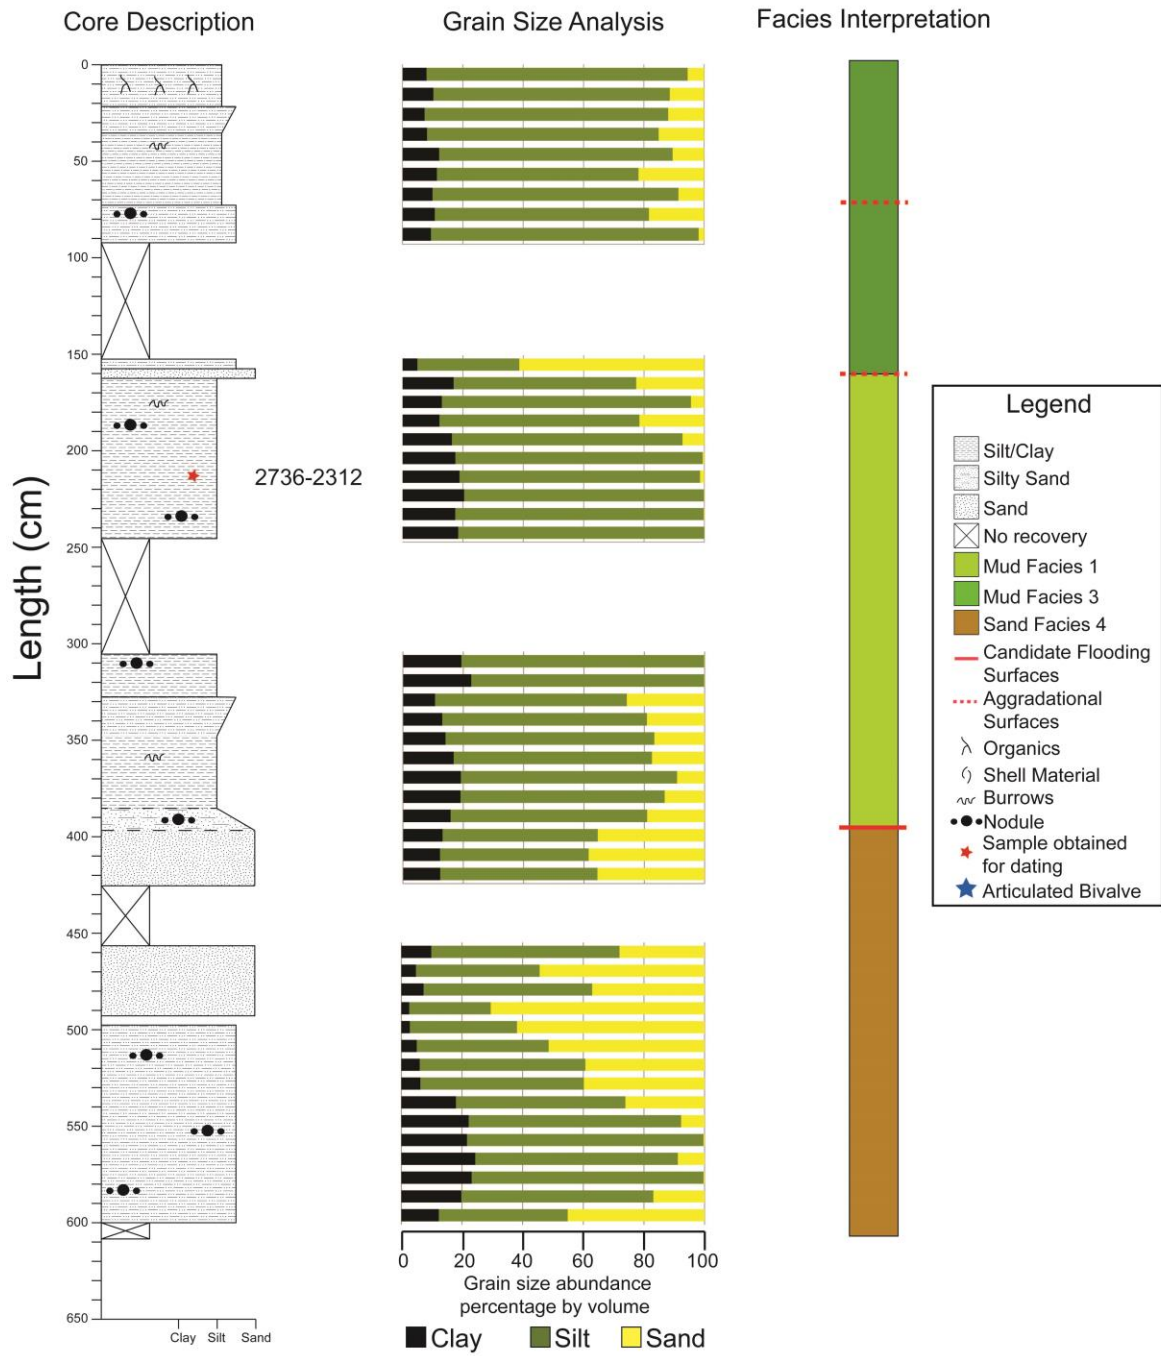 Core Description
Grain Size Analysis
Facies Interpretation
Length (cm)
0
50
100
150
200
250
300
350
400
450
500
550
600
650
Clay
Silt
Sand
2736-2312
0
20
40
60
80
100
Grain size abundance
percentage by volume
Clay
Silt
Sand
Legend
Silt/Clay
Silty Sand
Sand
No recovery
Mud Facies 1
Mud Facies 3
Sand Facies 4
Candidate Flooding
Surfaces
Aggradational
Surfaces
Organics
Shell Material
Burrows
Nodule
Sample obtained
for dating
Articulated Bivalve